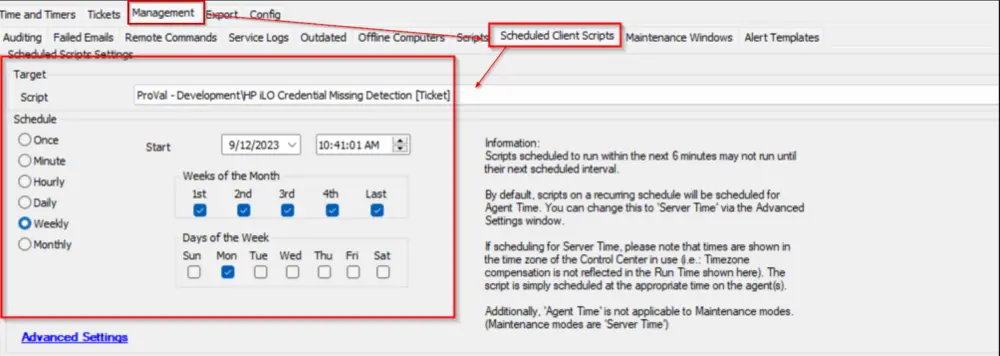 Time and Timers Tickets Management Export Config
Auditing Failed Emails Remote Commands Service Logs Outdated Offline Computers Scripts Scheduled Client Scripts Maintenance Windows Alert Templates
Scheduled Scripts Settings
Target
Script ProVal - Development\HP iLO Credential Missing Detection [Ticket]
Schedule
Once
Minute
Hourly
Daily
Weekly
Monthly
Start 9/12/2023 10:41:01 AM
Weeks of the Month
1st 2nd 3rd 4th Last
Days of the Week
Sun Mon Tue Wed Thu Fri Sat
Information:
Scripts scheduled to run within the next 6 minutes may not run until
their next scheduled interval.
By default, scripts on a recurring schedule will be scheduled for
Agent Time. You can change this to 'Server Time' via the Advanced
Settings window.
If scheduling for Server Time, please note that times are shown in
the time zone of the Control Center in use (i.e.: Timezone
compensation is not reflected in the Run Time shown here). The
script is simply scheduled at the appropriate time on the agent(s).
Additionally, 'Agent Time' is not applicable to Maintenance modes.
(Maintenance modes are 'Server Time')
Advanced Settings